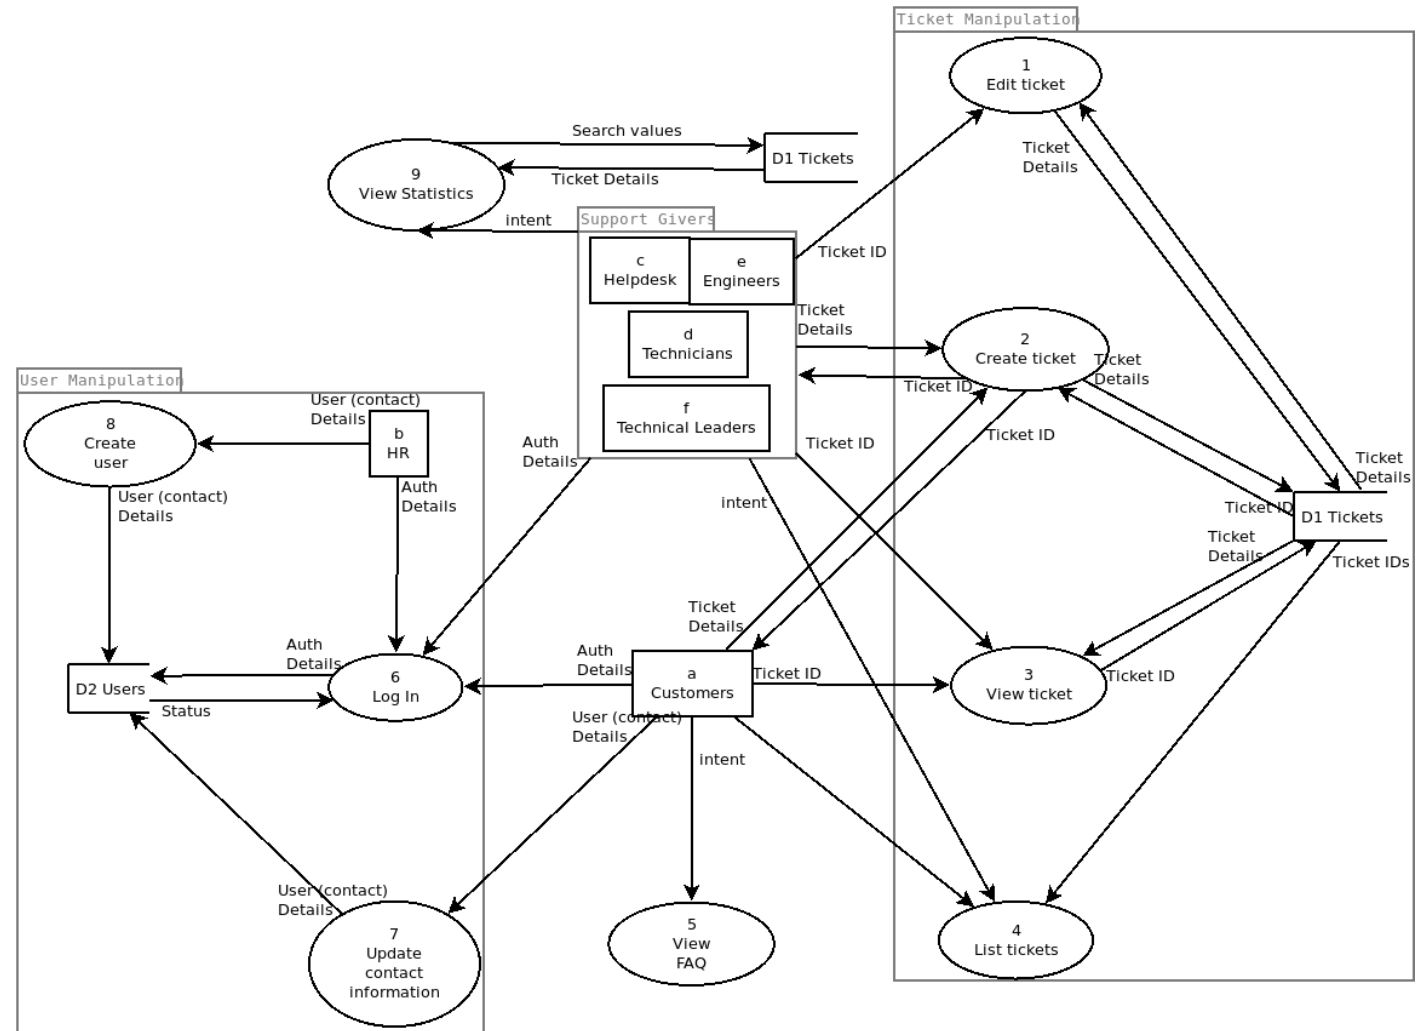 Ticket Manipulation
1
Edit ticket
Search values
D1 Tickets
Ticket
Details
9
View Statistics
Ticket Details
intent
Support Givers
c
Helpdesk
e
Engineers
Ticket ID
d
Technicians
Ticket
Details
2
Create ticket
Ticket
Details
Ticket ID
User Manipulation
User (contact)
Details
8
Create
user
b
HR
f
Technical Leaders
Auth
Details
Ticket ID
Ticket ID
Ticket
Details
User (contact)
Details
Auth
Details
intent
Ticket ID
D1 Tickets
Ticket
Details
Ticket IDs
Ticket
Details
Auth
Details
Auth
Details
a
Customers
Ticket ID
3
View ticket
Ticket ID
D2 Users
6
Log In
Status
User (contact)
Details
intent
User (contact)
Details
7
Update
contact
information
5
View
FAQ
4
List tickets